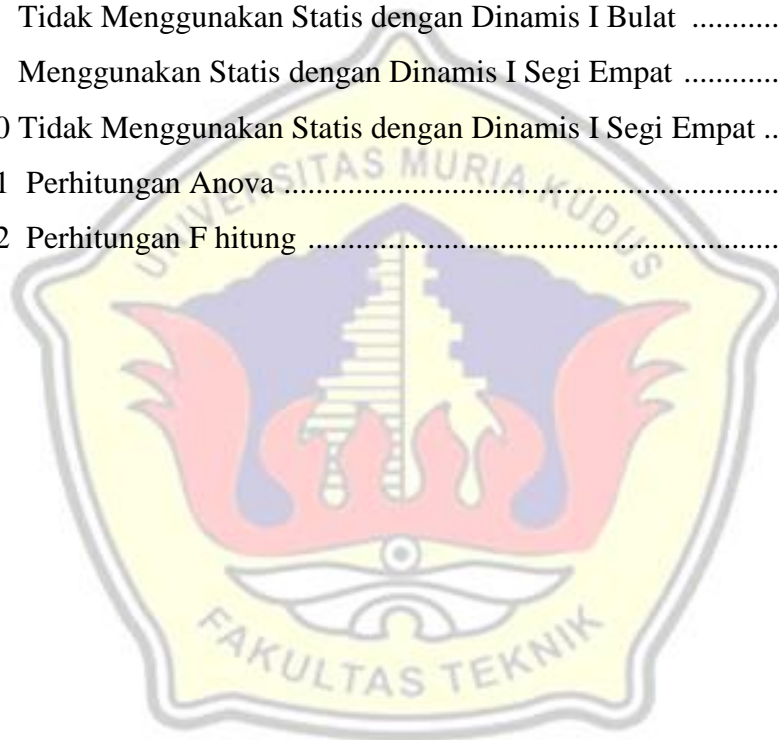 Tidak Menggunakan Statis dengan Dinamis I Bulat ............
Menggunakan Statis dengan Dinamis I Segi Empat ............
0 Tidak Menggunakan Statis dengan Dinamis I Segi Empat ..
1 Perhitungan Anova ............................................................
2 Perhitungan F hitung .........................................................
UNIVERSITAS MURIA KUDUS
FAKULTAS TEKNIK